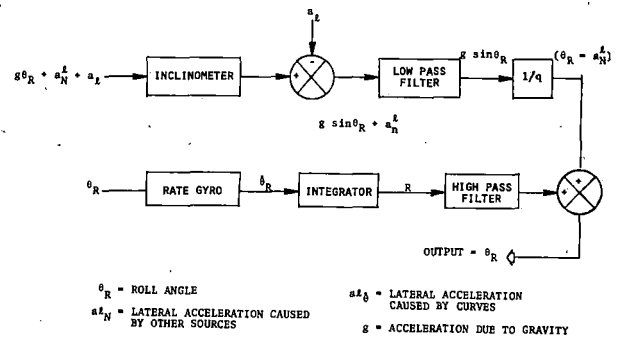 a_ℓ
gθ_R + a_N^ℓ + a_ℓ
INCLINOMETER
-
+
LOW PASS
FILTER
g sinθ_R
1/q
(θ_R - a_N^ℓ)
g sinθ_R + a_n^ℓ
θ_R
RATE GYRO
θ̇_R
INTEGRATOR
R
HIGH PASS
FILTER
+
+
OUTPUT = θ_R
θ_R = ROLL ANGLE
aℓ_N = LATERAL ACCELERATION CAUSED
BY OTHER SOURCES
aℓ_θ = LATERAL ACCELERATION
CAUSED BY CURVES
g = ACCELERATION DUE TO GRAVITY